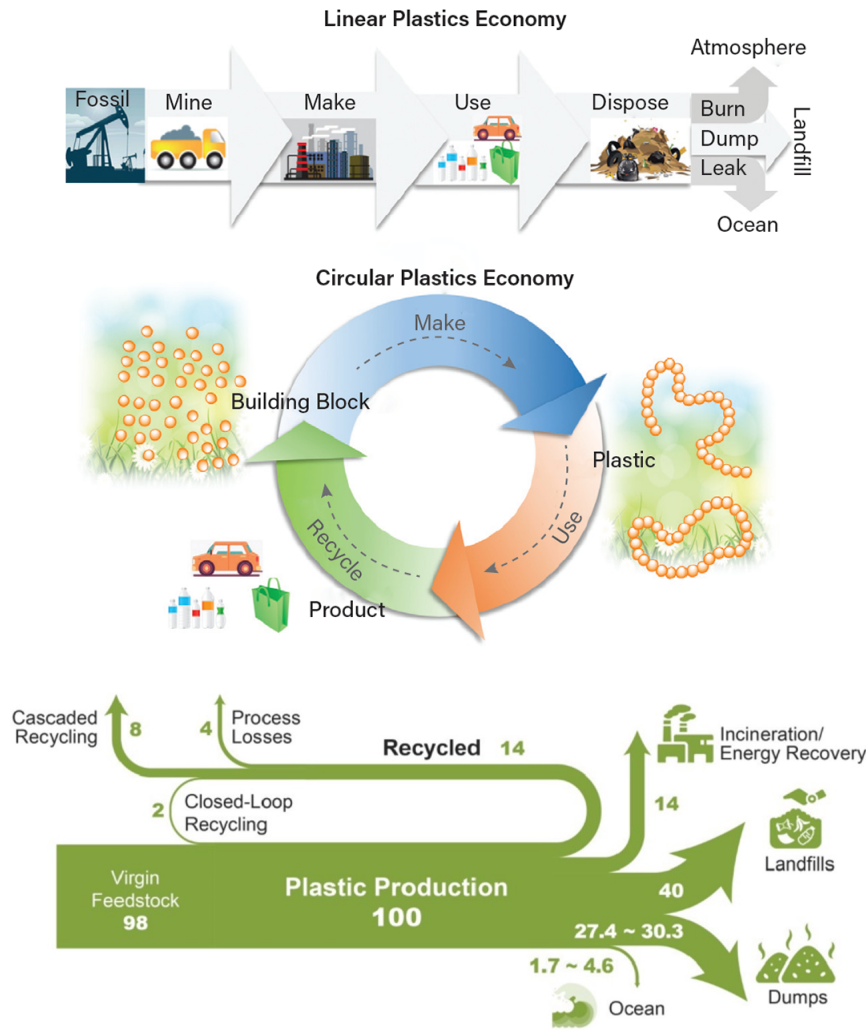 Linear Plastics Economy
Atmosphere
Fossil
Mine
Make
Use
Dispose
Burn
Dump
Leak
Landfill
Ocean
Circular Plastics Economy
Make
Building Block
Plastic
Use
Recycle
Product
Cascaded
Recycling
8
4
Process
Losses
Recycled 14
Incineration/
Energy Recovery
2
Closed-Loop
Recycling
14
Landfills
Virgin
Feedstock
98
Plastic Production
100
40
27.4 ~ 30.3
1.7 ~ 4.6
Ocean
Dumps